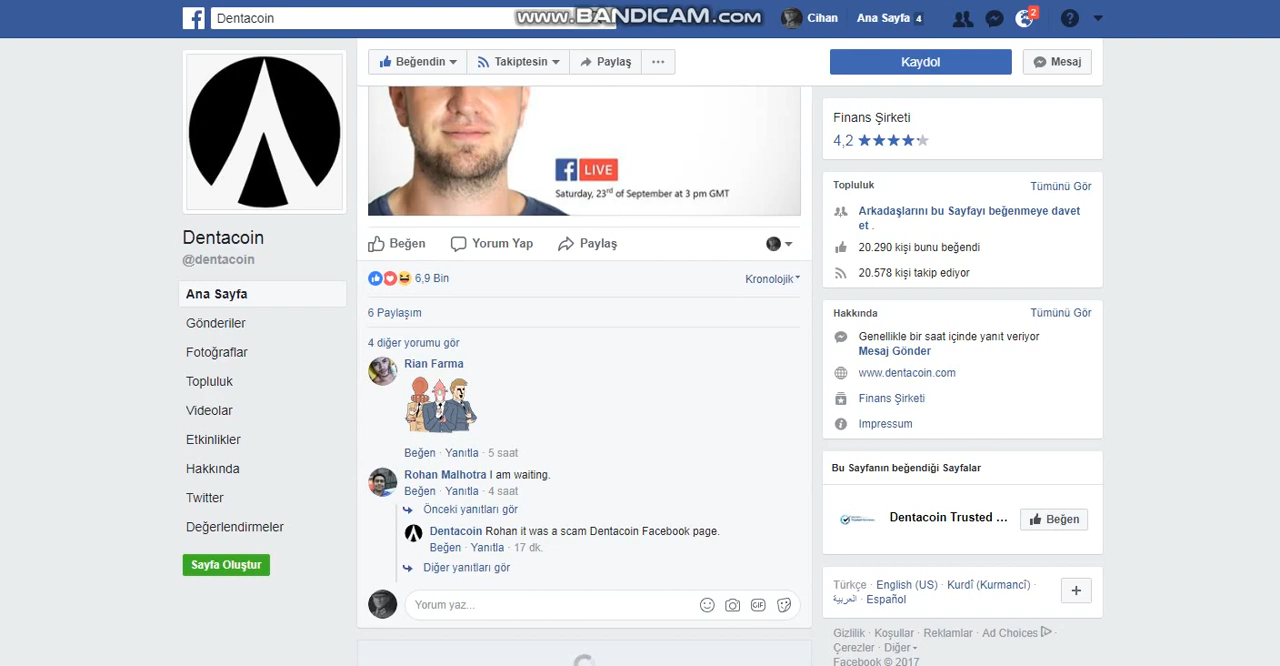 Dentacoin
www.BANDICAM.com
Cihan
Ana Sayfa 4
2
Beğendin
Takiptesin
Paylaş
Kaydol
Mesaj
Dentacoin
@dentacoin
Ana Sayfa
Gönderiler
Fotoğraflar
Topluluk
Videolar
Etkinlikler
Hakkında
Twitter
Değerlendirmeler
Sayfa Oluştur
LIVE
Saturday, 23rd of September at 3 pm GMT
Beğen
Yorum Yap
Paylaş
6,9 Bin
Kronolojik
6 Paylaşım
4 diğer yorumu gör
Rian Farma
Beğen · Yanıtla · 5 saat
Rohan Malhotra I am waiting.
Beğen · Yanıtla · 4 saat
Önceki yanıtları gör
Dentacoin Rohan it was a scam Dentacoin Facebook page.
Beğen · Yanıtla · 17 dk.
Diğer yanıtları gör
Yorum yaz...
GIF
Finans Şirketi
4,2
Topluluk
Tümünü Gör
Arkadaşlarını bu Sayfayı beğenmeye davet
et .
20.290 kişi bunu beğendi
20.578 kişi takip ediyor
Hakkında
Tümünü Gör
Genellikle bir saat içinde yanıt veriyor
Mesaj Gönder
www.dentacoin.com
Finans Şirketi
Impressum
Bu Sayfanın beğendiği Sayfalar
Dentacoin Trusted ...
Beğen
Türkçe · English (US) · Kurdî (Kurmancî) ·
العربية · Español
Gizlilik · Koşullar · Reklamlar · Ad Choices ·
Çerezler · Diğer
Facebook © 2017